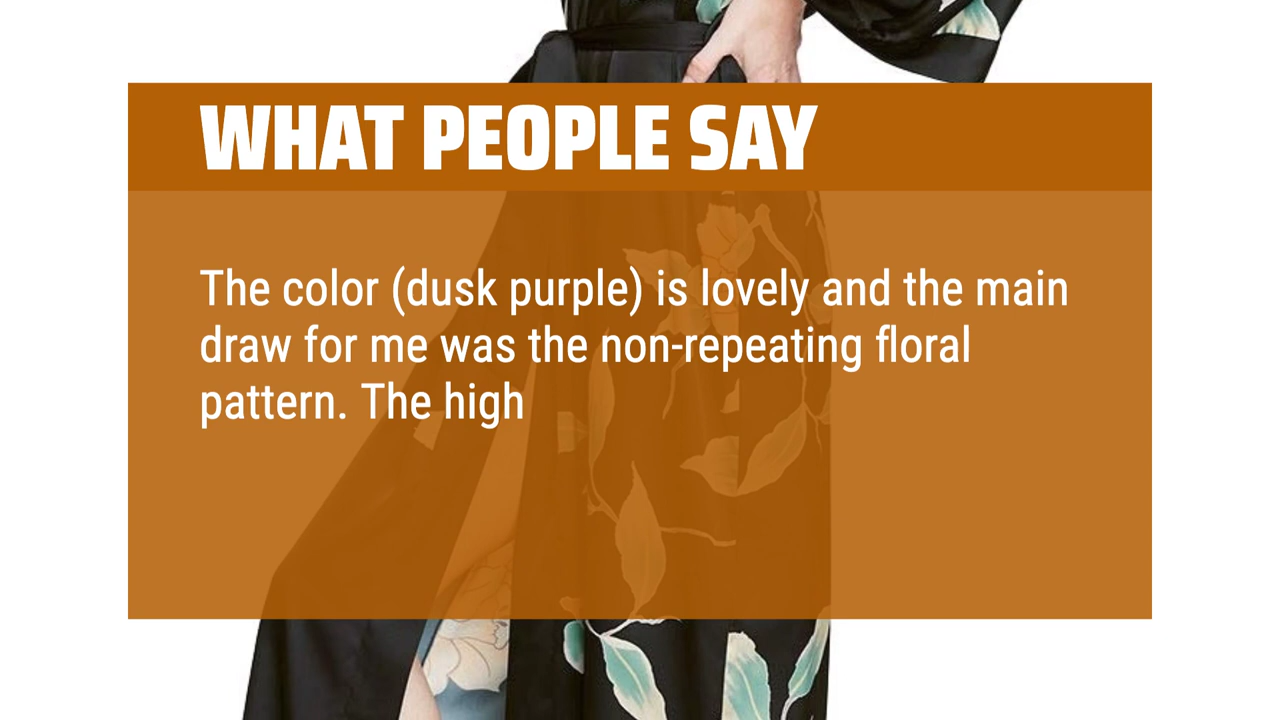 WHAT PEOPLE SAY
The color (dusk purple) is lovely and the main
draw for me was the non-repeating floral
pattern. The high